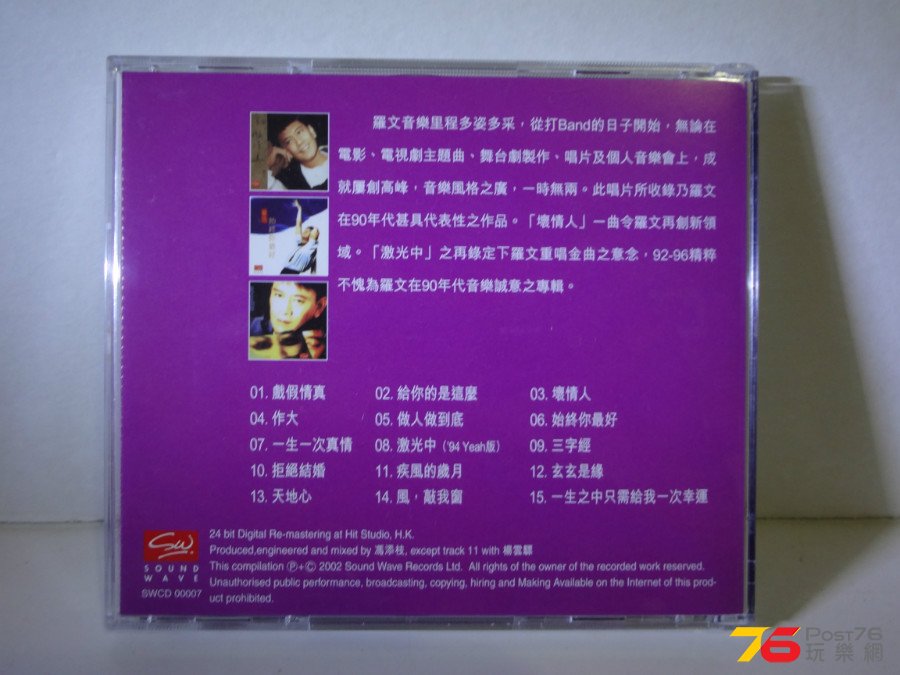 羅文音樂里程多姿多采，從打Band的日子開始，無論在
電影、電視劇主題曲、舞台劇製作、唱片及個人音樂會上，成
就屢創高峰，音樂風格之廣，一時無兩。此唱片所收錄乃羅文
在90年代甚具代表性之作品。「壞情人」一曲令羅文再創新領
域。「激光中」之再錄定下羅文重唱金曲之意念，92-96精粹
不愧為羅文在90年代音樂誠意之專輯。
01. 戲假情真 02. 給你的是這麼 03. 壞情人
04. 作大 05. 做人做到底 06. 始終你最好
07. 一生一次真情 08. 激光中（'94 Yeah版） 09. 三字經
10. 拒絕結婚 11. 疾風的歲月 12. 玄玄是緣
13. 天地心 14. 風，敲我窗 15. 一生之中只需給我一次幸運
SW.
SOUND
WAVE
SWCD 00007
24 bit Digital Re-mastering at Hit Studio, H.K.
Produced,engineered and mixed by 馮添枝, except track 11 with 楊雲驃
This compilation Ⓟ+Ⓒ 2002 Sound Wave Records Ltd. All rights of the owner of the recorded work reserved.
Unauthorised public performance, broadcasting, copying, hiring and Making Available on the Internet of this prod-
uct prohibited.
76 Post76
玩樂網